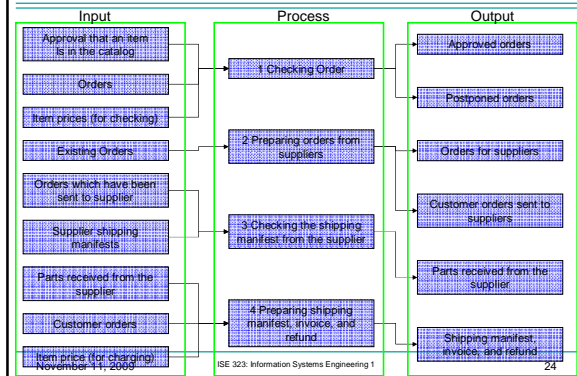 Input
Process
Output
Approval that an item
Is in the catalog
Orders
Item prices (for checking)
Existing Orders
Orders which have been
sent to supplier
Supplier shipping
manifests
Parts received from the
supplier
Customer orders
Item price (for charging)
1 Checking Order
2 Preparing orders from
suppliers
3 Checking the shipping
manifest from the supplier
4 Preparing shipping
manifest, invoice, and
refund
Approved orders
Postponed orders
Orders for suppliers
Customer orders sent to
suppliers
Parts received from the
supplier
Shipping manifest,
invoice, and refund
November 11, 2009
ISE 323: Information Systems Engineering 1
24